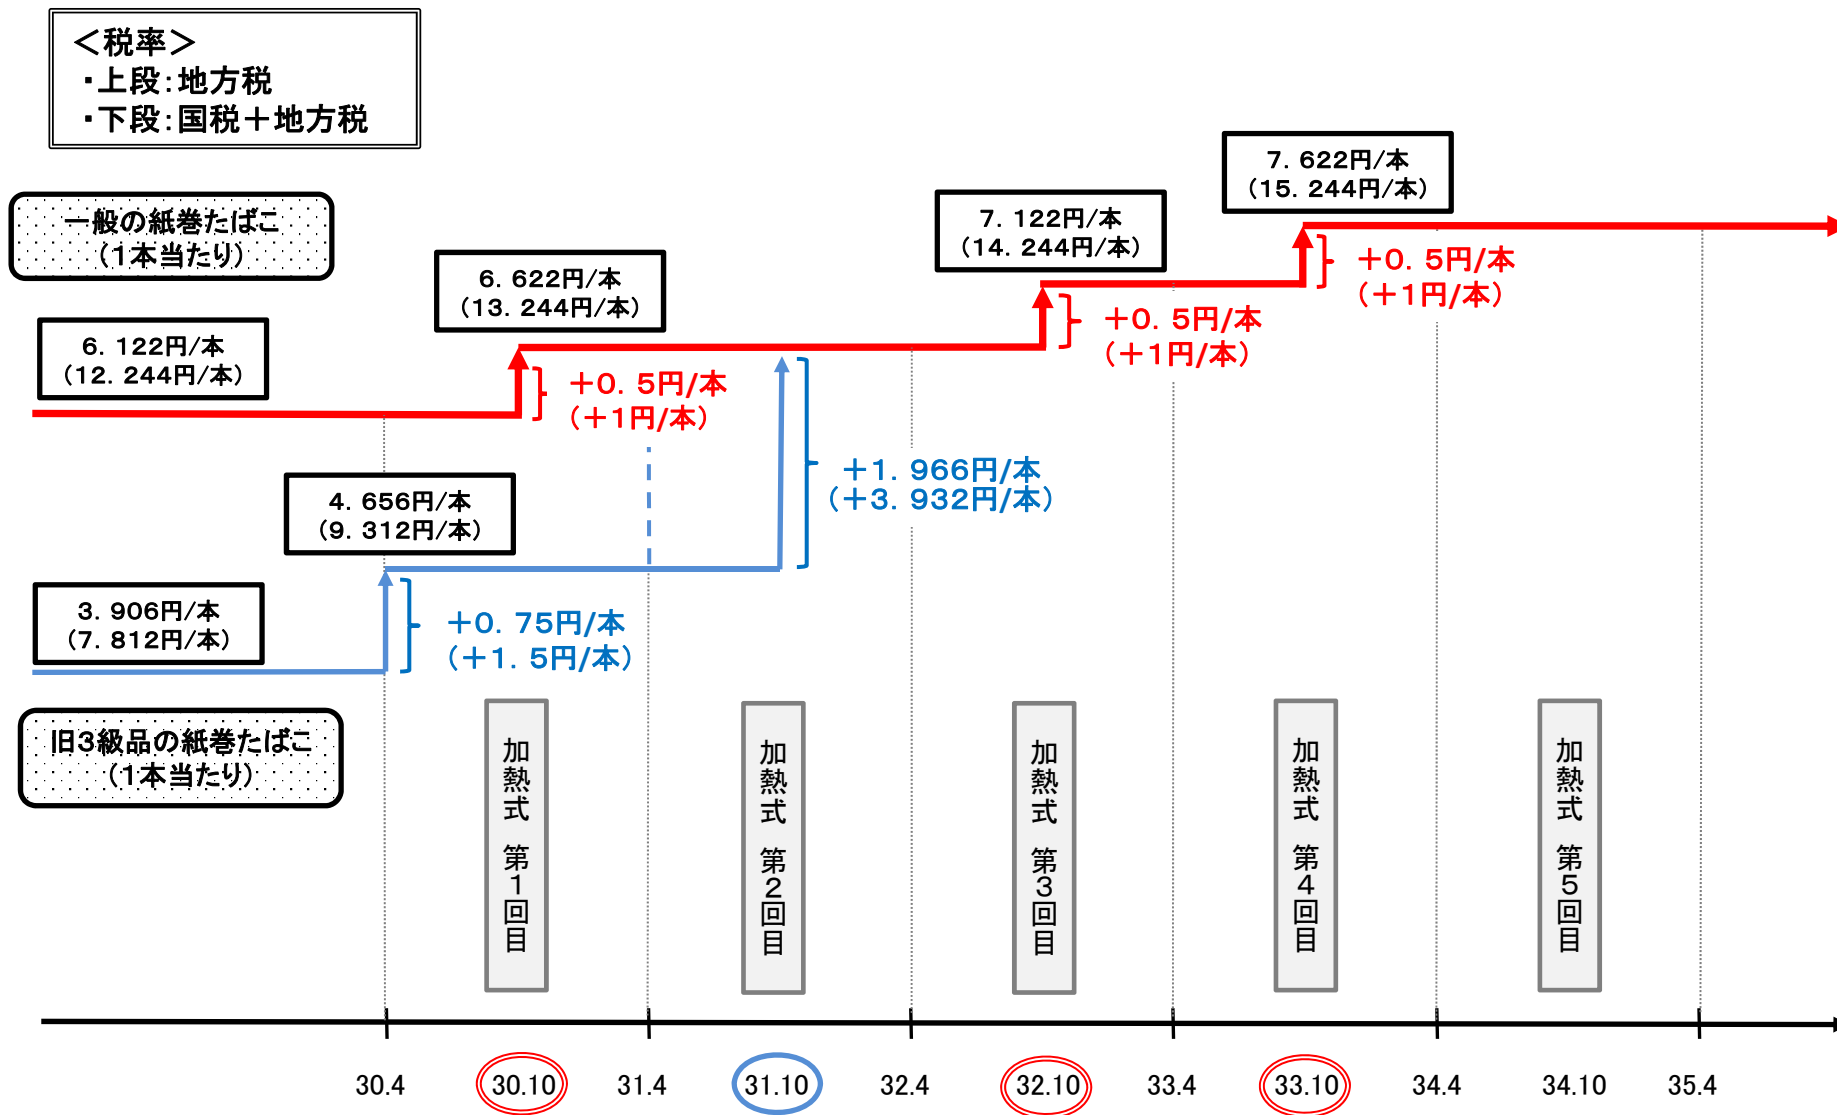 ＜税率＞
・上段：地方税
・下段：国税＋地方税
一般の紙巻たばこ
（１本当たり）
６．１２２円/本
（１２．２４４円/本）
６．６２２円/本
（１３．２４４円/本）
７．１２２円/本
（１４．２４４円/本）
７．６２２円/本
（１５．２４４円/本）
＋０．５円/本
（＋１円/本）
＋０．５円/本
（＋１円/本）
＋０．５円/本
（＋１円/本）
４．６５６円/本
（９．３１２円/本）
＋１．９６６円/本
（＋３．９３２円/本）
３．９０６円/本
（７．８１２円/本）
＋０．７５円/本
（＋１．５円/本）
旧３級品の紙巻たばこ
（１本当たり）
加熱式 第１回目
加熱式 第２回目
加熱式 第３回目
加熱式 第４回目
加熱式 第５回目
30.4 30.10 31.4 31.10 32.4 32.10 33.4 33.10 34.4 34.10 35.4